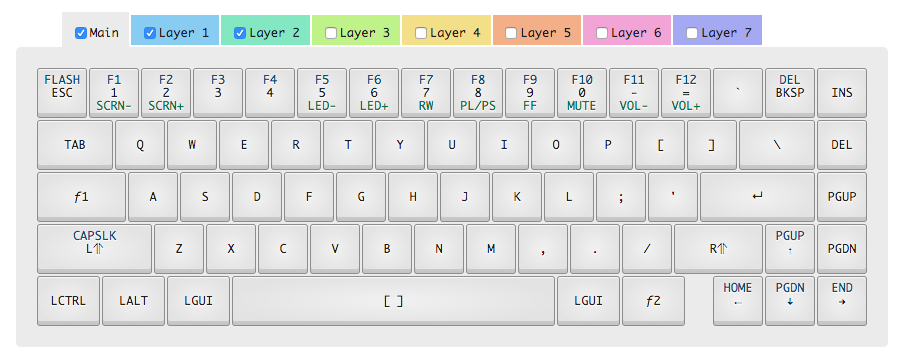 Main Layer 1 Layer 2 Layer 3 Layer 4 Layer 5 Layer 6 Layer 7
FLASH F1 F2 F3 F4 F5 F6 F7 F8 F9 F10 F11 F12 DEL
ESC 1 2 3 4 5 6 7 8 9 0 - = ` BKSP INS
SCRN- SCRN+ LED- LED+ RW PL/PS FF MUTE VOL- VOL+
TAB Q W E R T Y U I O P [ ] \ DEL
ƒ1 A S D F G H J K L ; ' ↵ PGUP
CAPSLK PGUP
L⇑ Z X C V B N M , . / R⇑ ↑ PGDN
LCTRL LALT LGUI [ ] LGUI ƒ2 HOME PGDN END
← ↓ →